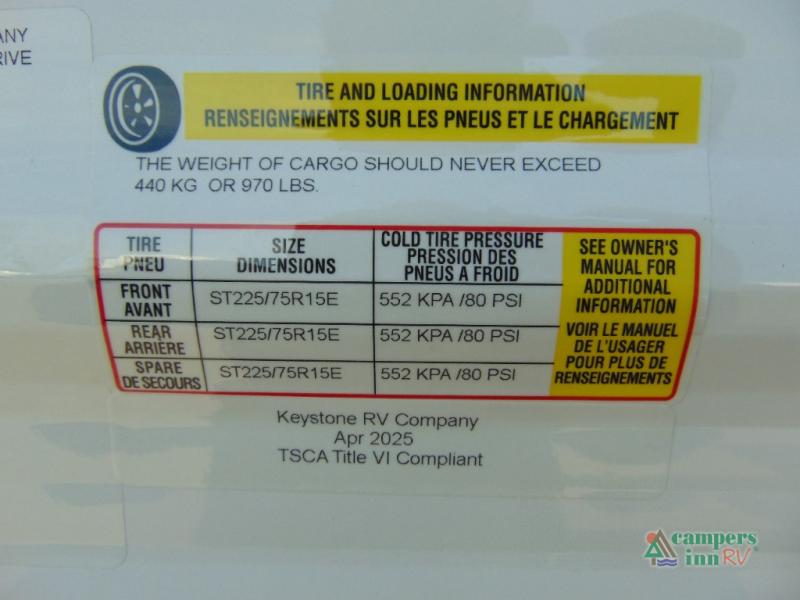 ANY
RIVE
TIRE AND LOADING INFORMATION
RENSEIGNEMENTS SUR LES PNEUS ET LE CHARGEMENT
THE WEIGHT OF CARGO SHOULD NEVER EXCEED
440 KG OR 970 LBS.
TIRE
PNEU
SIZE
DIMENSIONS
COLD TIRE PRESSURE
PRESSION DES
PNEUS A FROID
SEE OWNER'S
MANUAL FOR
ADDITIONAL
INFORMATION
VOIR LE MANUEL
DE L'USAGER
POUR PLUS DE
RENSEIGNEMENTS
FRONT
AVANT
ST225/75R15E
552 KPA /80 PSI
REAR
ARRIÈRE
ST225/75R15E
552 KPA /80 PSI
SPARE
DE SECOURS
ST225/75R15E
552 KPA /80 PSI
Keystone RV Company
Apr 2025
TSCA Title VI Compliant
campers
inn RV